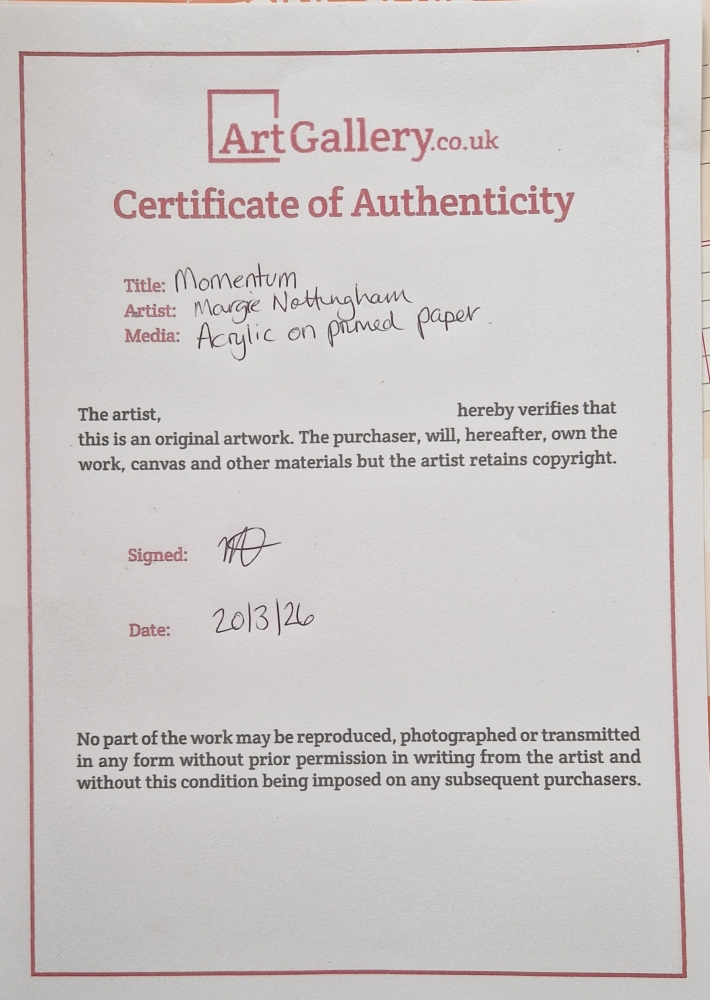 ArtGallery.co.uk
Certificate of Authenticity
Title: Momentum
Artist: Margie Nottingham
Media: Acrylic on primed paper
The artist, hereby verifies that
this is an original artwork. The purchaser, will, hereafter, own the
work, canvas and other materials but the artist retains copyright.
Signed:
Date: 20/3/26
No part of the work may be reproduced, photographed or transmitted
in any form without prior permission in writing from the artist and
without this condition being imposed on any subsequent purchasers.